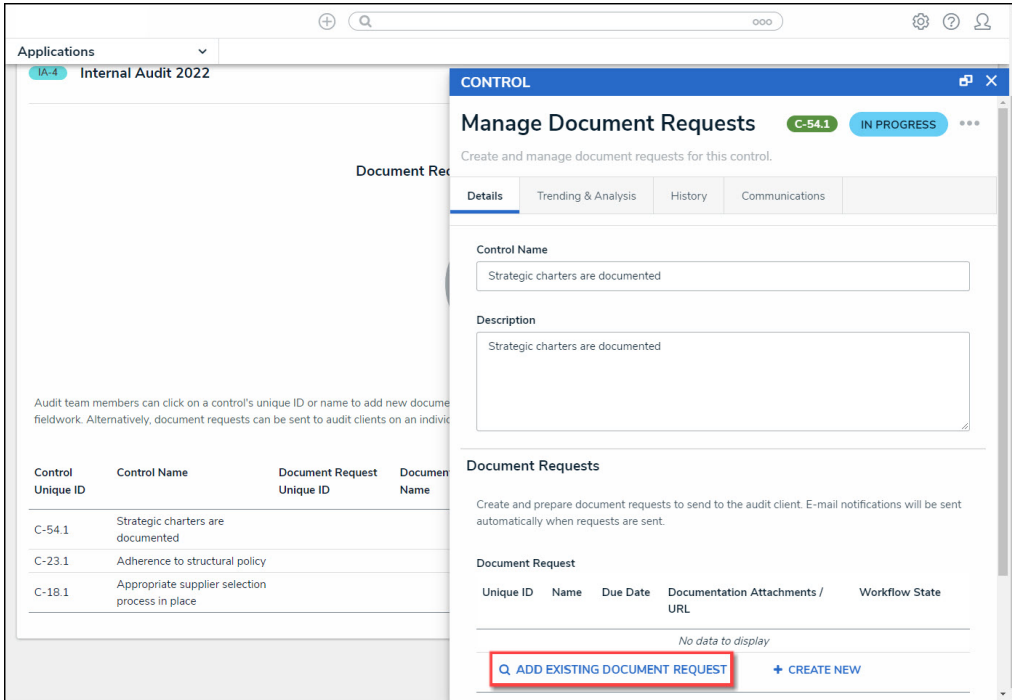 Applications
IA-4 Internal Audit 2022
Document Req
Audit team members can click on a control's unique ID or name to add new docume
fieldwork. Alternatively, document requests can be sent to audit clients on an individ
Control Unique ID
Control Name
Document Request Unique ID
Document Name
C-54.1 Strategic charters are
documented
C-23.1 Adherence to structural policy
C-18.1 Appropriate supplier selection
process in place
CONTROL
Manage Document Requests C-54.1 IN PROGRESS
Create and manage document requests for this control.
Details Trending & Analysis History Communications
Control Name
Strategic charters are documented
Description
Strategic charters are documented
Document Requests
Create and prepare document requests to send to the audit client. E-mail notifications will be sent
automatically when requests are sent.
Document Request
Unique ID Name Due Date Documentation Attachments / Workflow State
URL
No data to display
ADD EXISTING DOCUMENT REQUEST + CREATE NEW